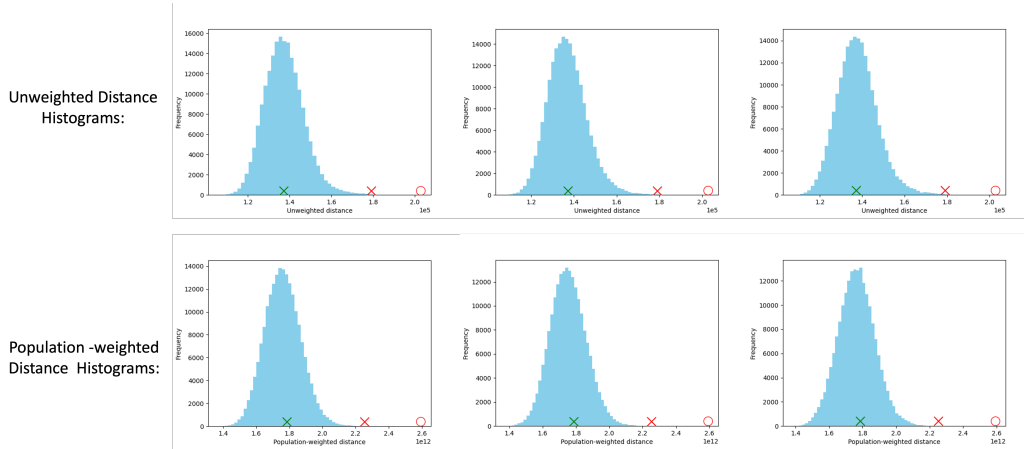 Unweighted Distance
Histograms:
Frequency
16000
14000
12000
10000
8000
6000
4000
2000
0
1.2 1.4 1.6 1.8 2.0
Unweighted distance
1e5
Frequency
14000
12000
10000
8000
6000
4000
2000
0
1.2 1.4 1.6 1.8 2.0
Unweighted distance
1e5
Frequency
14000
12000
10000
8000
6000
4000
2000
0
1.2 1.4 1.6 1.8 2.0
Unweighted distance
1e5
Population -weighted
Distance Histograms:
Frequency
14000
12000
10000
8000
6000
4000
2000
0
1.4 1.6 1.8 2.0 2.2 2.4 2.6
Population-weighted distance
1e12
Frequency
12000
10000
8000
6000
4000
2000
0
1.4 1.6 1.8 2.0 2.2 2.4 2.6
Population-weighted distance
1e12
Frequency
12000
10000
8000
6000
4000
2000
0
1.4 1.6 1.8 2.0 2.2 2.4 2.6
Population-weighted distance
1e12